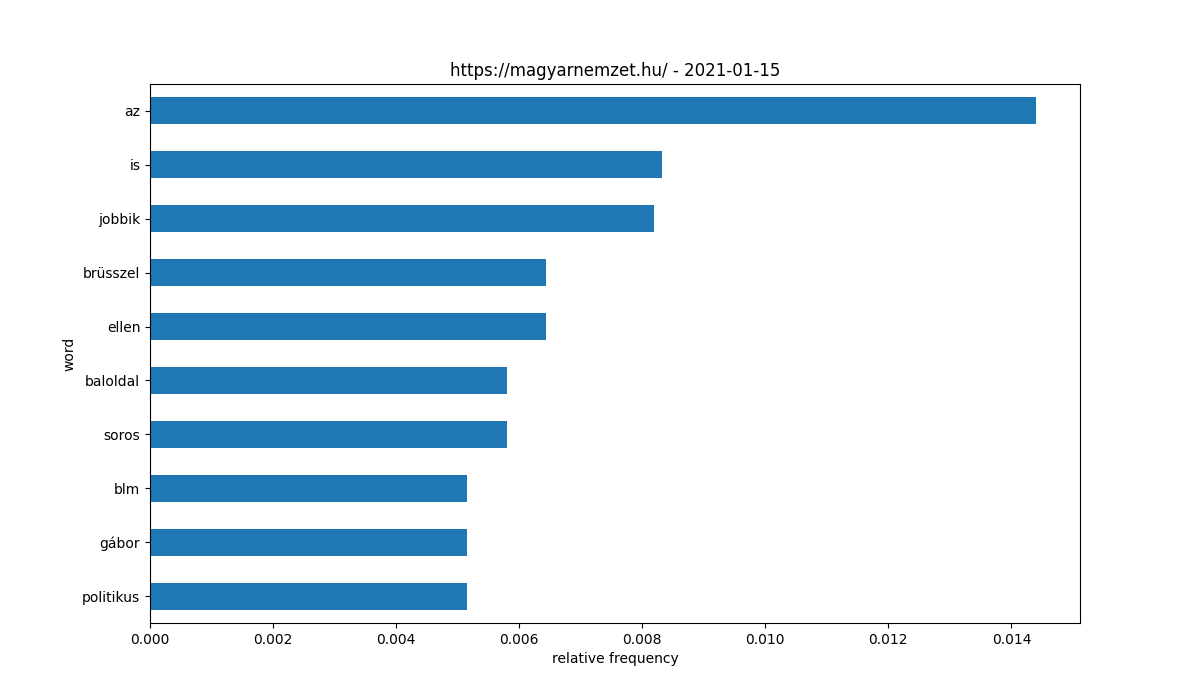 https://magyarnemzet.hu/ - 2021-01-15
az
is
jobbik
brüsszel
ellen
baloldal
soros
blm
gábor
politikus
word
0.000 0.002 0.004 0.006 0.008 0.010 0.012 0.014
relative frequency